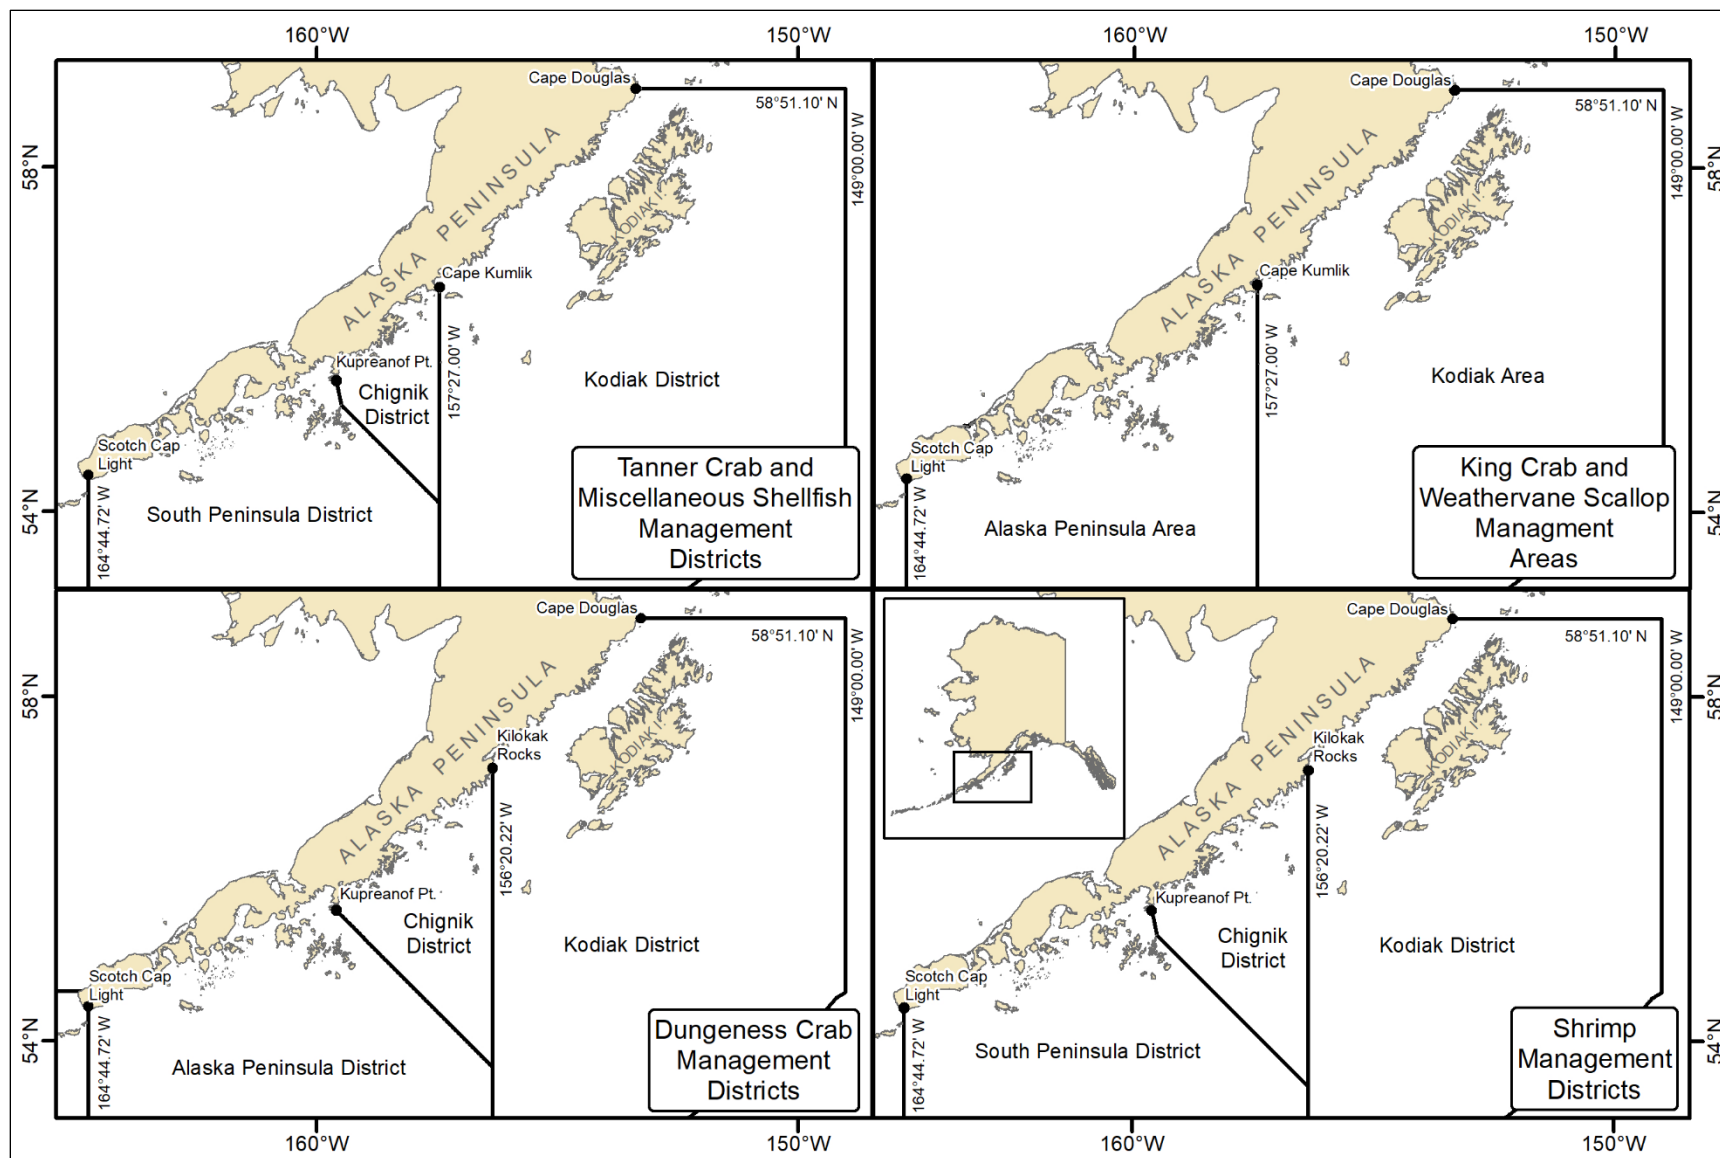 160°W
150°W
160°W
150°W
58°N
54°N
Cape Douglas
58°51.10' N
149°00.00' W
ALASKA PENINSULA
KODIAK I.
Cape Kumlik
157°27.00' W
Kupreanof Pt.
Chignik
District
Kodiak District
Scotch Cap
Light
164°44.72' W
South Peninsula District
Tanner Crab and
Miscellaneous Shellfish
Management
Districts
Cape Douglas
58°51.10' N
149°00.00' W
58°N
54°N
ALASKA PENINSULA
KODIAK I.
Cape Kumlik
157°27.00' W
Kodiak Area
Scotch Cap
Light
164°44.72' W
Alaska Peninsula Area
King Crab and
Weathervane Scallop
Managment
Areas
58°N
54°N
Cape Douglas
58°51.10' N
149°00.00' W
ALASKA PENINSULA
KODIAK I.
Kilokak
Rocks
156°20.22' W
Kupreanof Pt.
Chignik
District
Kodiak District
Scotch Cap
Light
164°44.72' W
Alaska Peninsula District
Dungeness Crab
Management
Districts
Cape Douglas
58°51.10' N
149°00.00' W
58°N
54°N
ALASKA PENINSULA
KODIAK I.
Kilokak
Rocks
156°20.22' W
Kupreanof Pt.
Chignik
District
Kodiak District
Scotch Cap
Light
164°44.72' W
South Peninsula District
Shrimp
Management
Districts
160°W
150°W
160°W
150°W